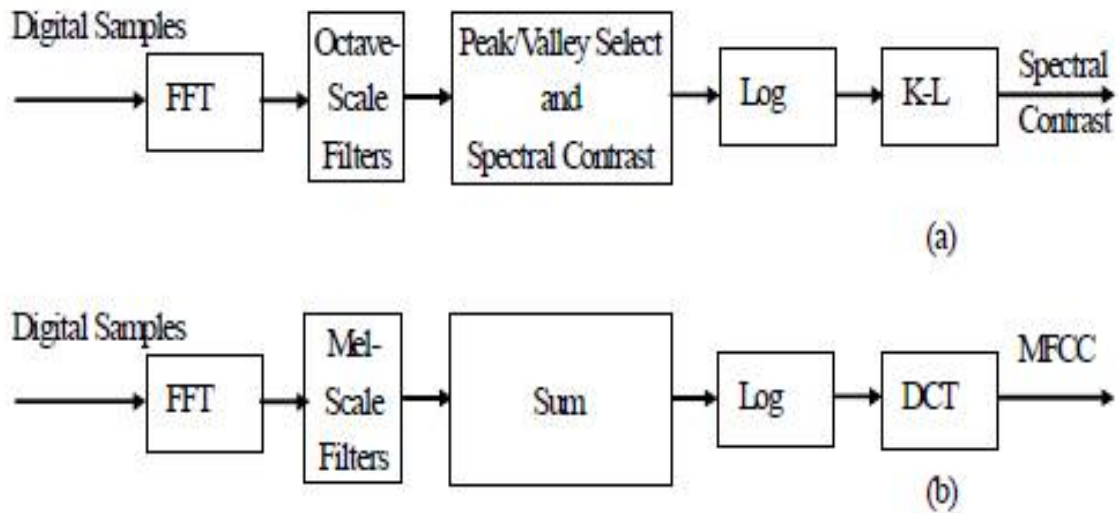 Digital Samples
FFT
Octave-
Scale
Filters
Peak/Valley Select
and
Spectral Contrast
Log
K-L
Spectral
Contrast
(a)
Digital Samples
FFT
Mel-
Scale
Filters
Sum
Log
DCT
MFCC
(b)